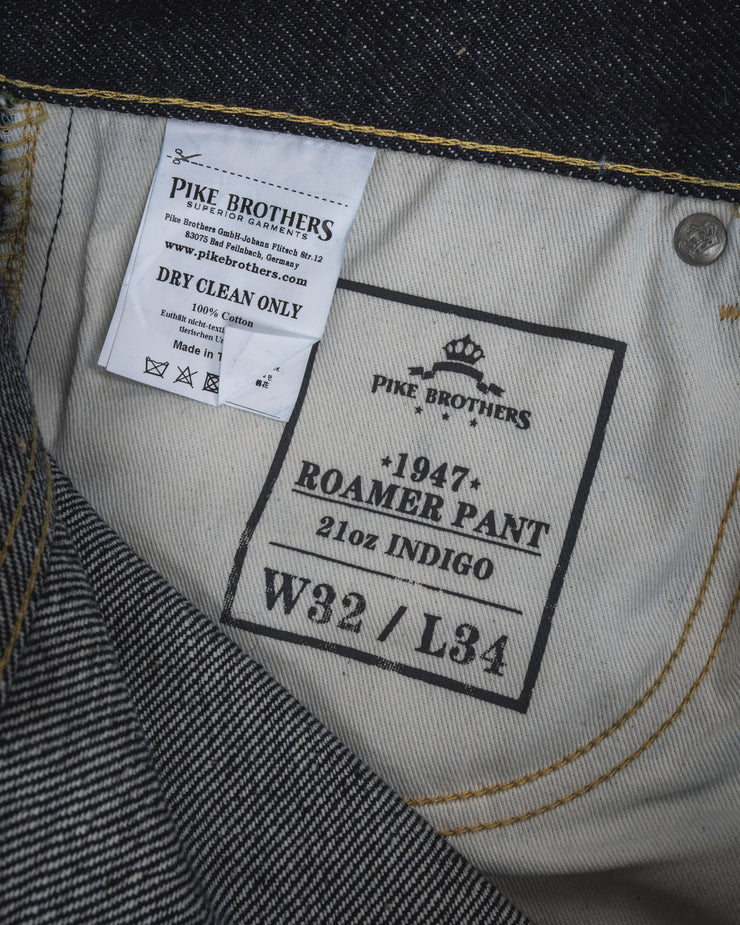 PIKE BROTHERS
SUPERIOR GARMENTS
Pike Brothers GmbH-Johann Flitsch Str.12
83075 Bad Feilnbach, Germany
www.pikebrothers.com
DRY CLEAN ONLY
100% Cotton
Enthält
Made in
PIKE BROTHERS
1947
ROAMER PANT
21oz INDIGO
W32 / L34